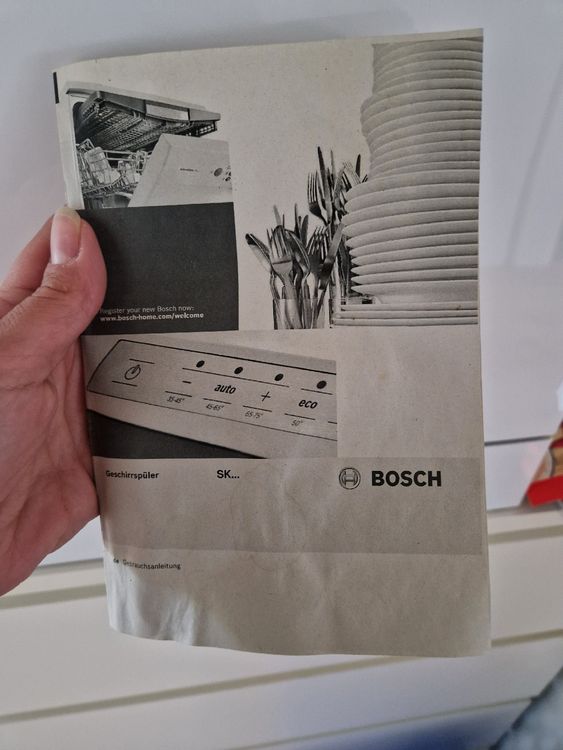 Register your new Bosch now:
www.bosch-home.com/welcome
- auto + eco
35-45° 45-65° 65-75° 50°
Geschirrspüler SK... BOSCH
de Gebrauchsanleitung